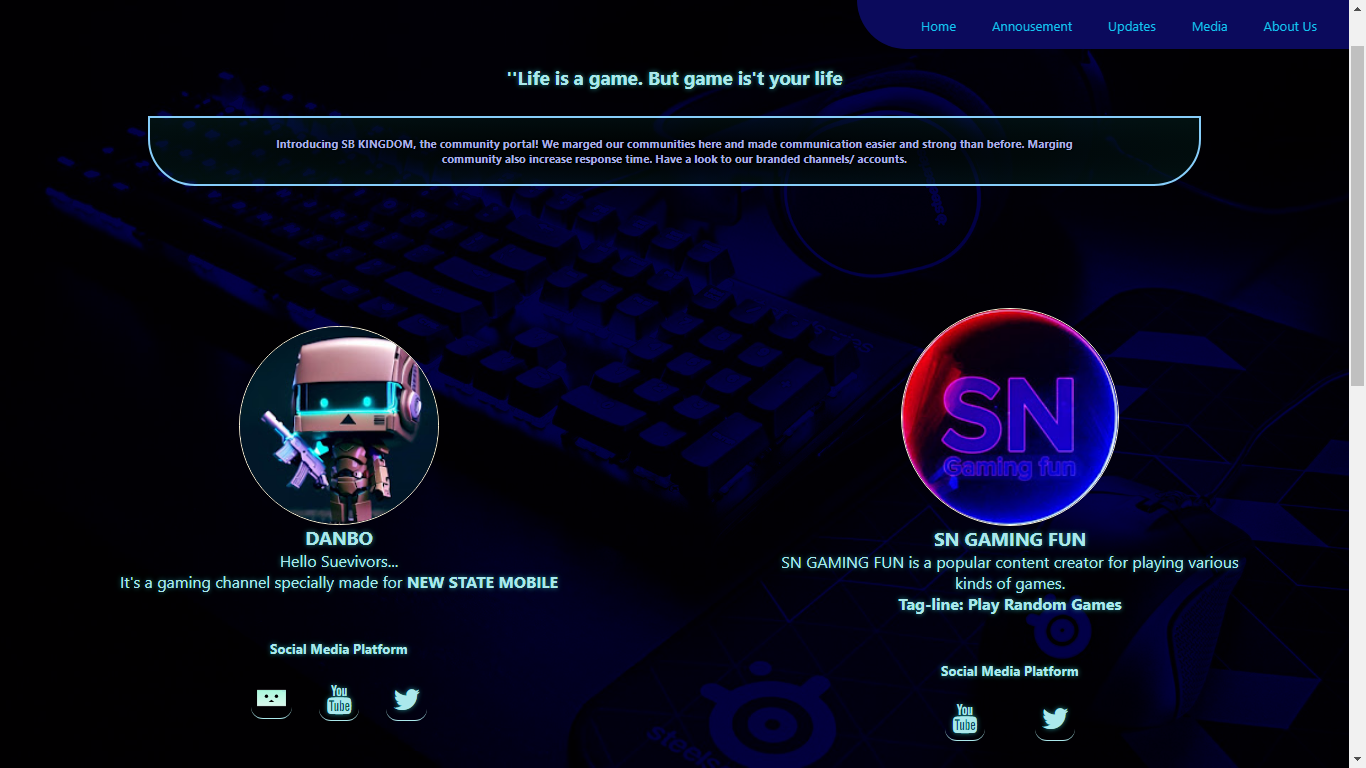 Home Annousement Updates Media About Us
''Life is a game. But game is't your life
Introducing SB KINGDOM, the community portal! We marged our communities here and made communication easier and strong than before. Marging
community also increase response time. Have a look to our branded channels/ accounts.
SN
Gaming fun
DANBO
Hello Suevivors...
It's a gaming channel specially made for NEW STATE MOBILE
SN GAMING FUN
SN GAMING FUN is a popular content creator for playing various
kinds of games.
Tag-line: Play Random Games
Social Media Platform
You
Tube
Social Media Platform
You
Tube
steels